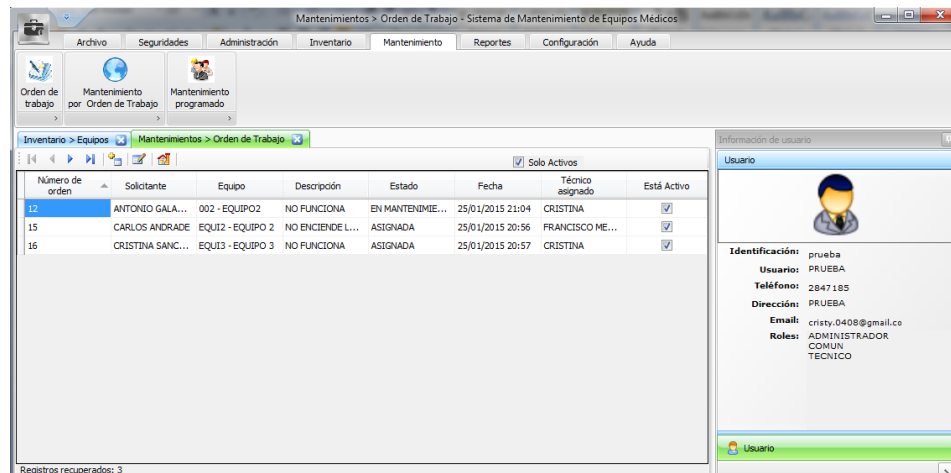 Mantenimientos > Orden de Trabajo - Sistema de Mantenimiento de Equipos Médicos
Archivo Seguridades Administración Inventario Mantenimiento Reportes Configuración Ayuda
Orden de trabajo
Mantenimiento por Orden de Trabajo
Mantenimiento programado
Inventario > Equipos Mantenimientos > Orden de Trabajo
Solo Activos
Número de orden Solicitante Equipo Descripción Estado Fecha Técnico asignado Está Activo
12 ANTONIO GALA... 002 - EQUIPO2 NO FUNCIONA EN MANTENIMIE... 25/01/2015 21:04 CRISTINA
15 CARLOS ANDRADE EQUI2 - EQUIPO 2 NO ENCIENDE L... ASIGNADA 25/01/2015 20:56 FRANCISCO ME...
16 CRISTINA SANC... EQUI3 - EQUIPO 3 NO FUNCIONA ASIGNADA 25/01/2015 20:57 CRISTINA
Registros recuperados: 3
Información de usuario
Usuario
Identificación: prueba
Usuario: PRUEBA
Teléfono: 2847185
Dirección: PRUEBA
Email: cristy.0408@gmail.co
Roles: ADMINISTRADOR
COMUN
TECNICO
Usuario